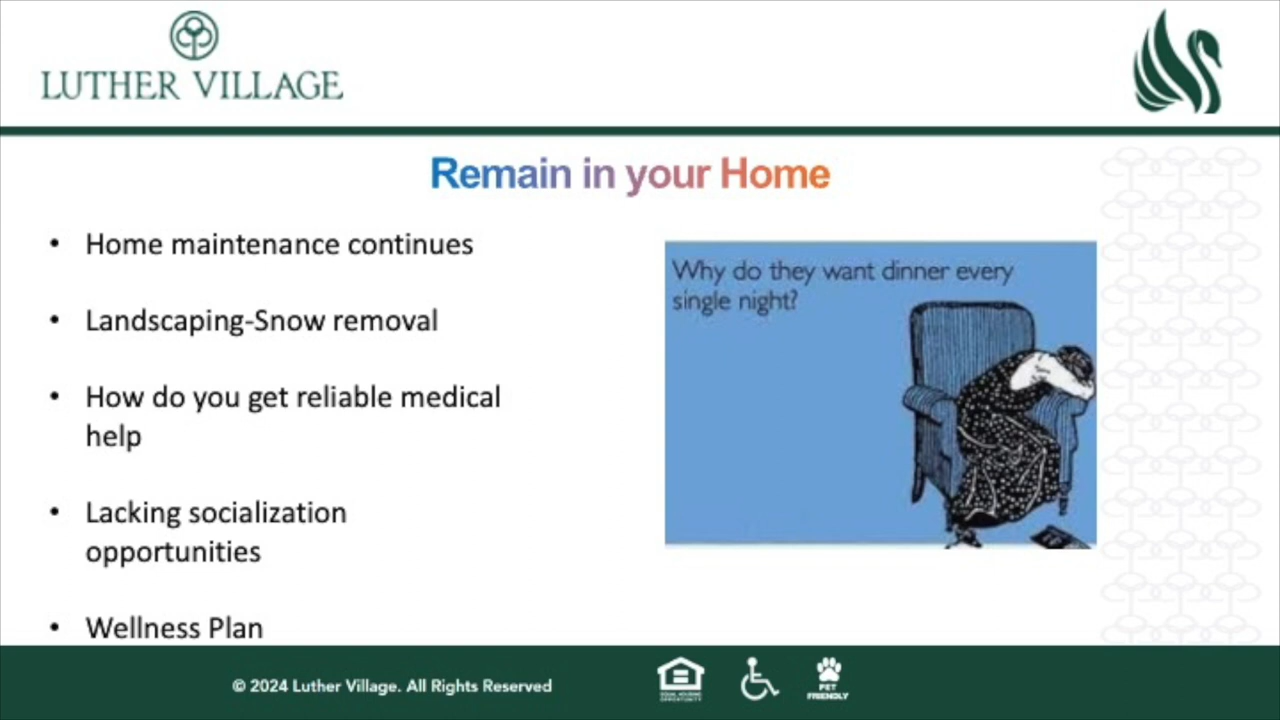 LUTHER VILLAGE
Remain in your Home
• Home maintenance continues
• Landscaping-Snow removal
• How do you get reliable medical
help
• Lacking socialization
opportunities
• Wellness Plan
Why do they want dinner every
single night?
© 2024 Luther Village. All Rights Reserved
EQUAL HOUSING
OPPORTUNITY
PET
FRIENDLY